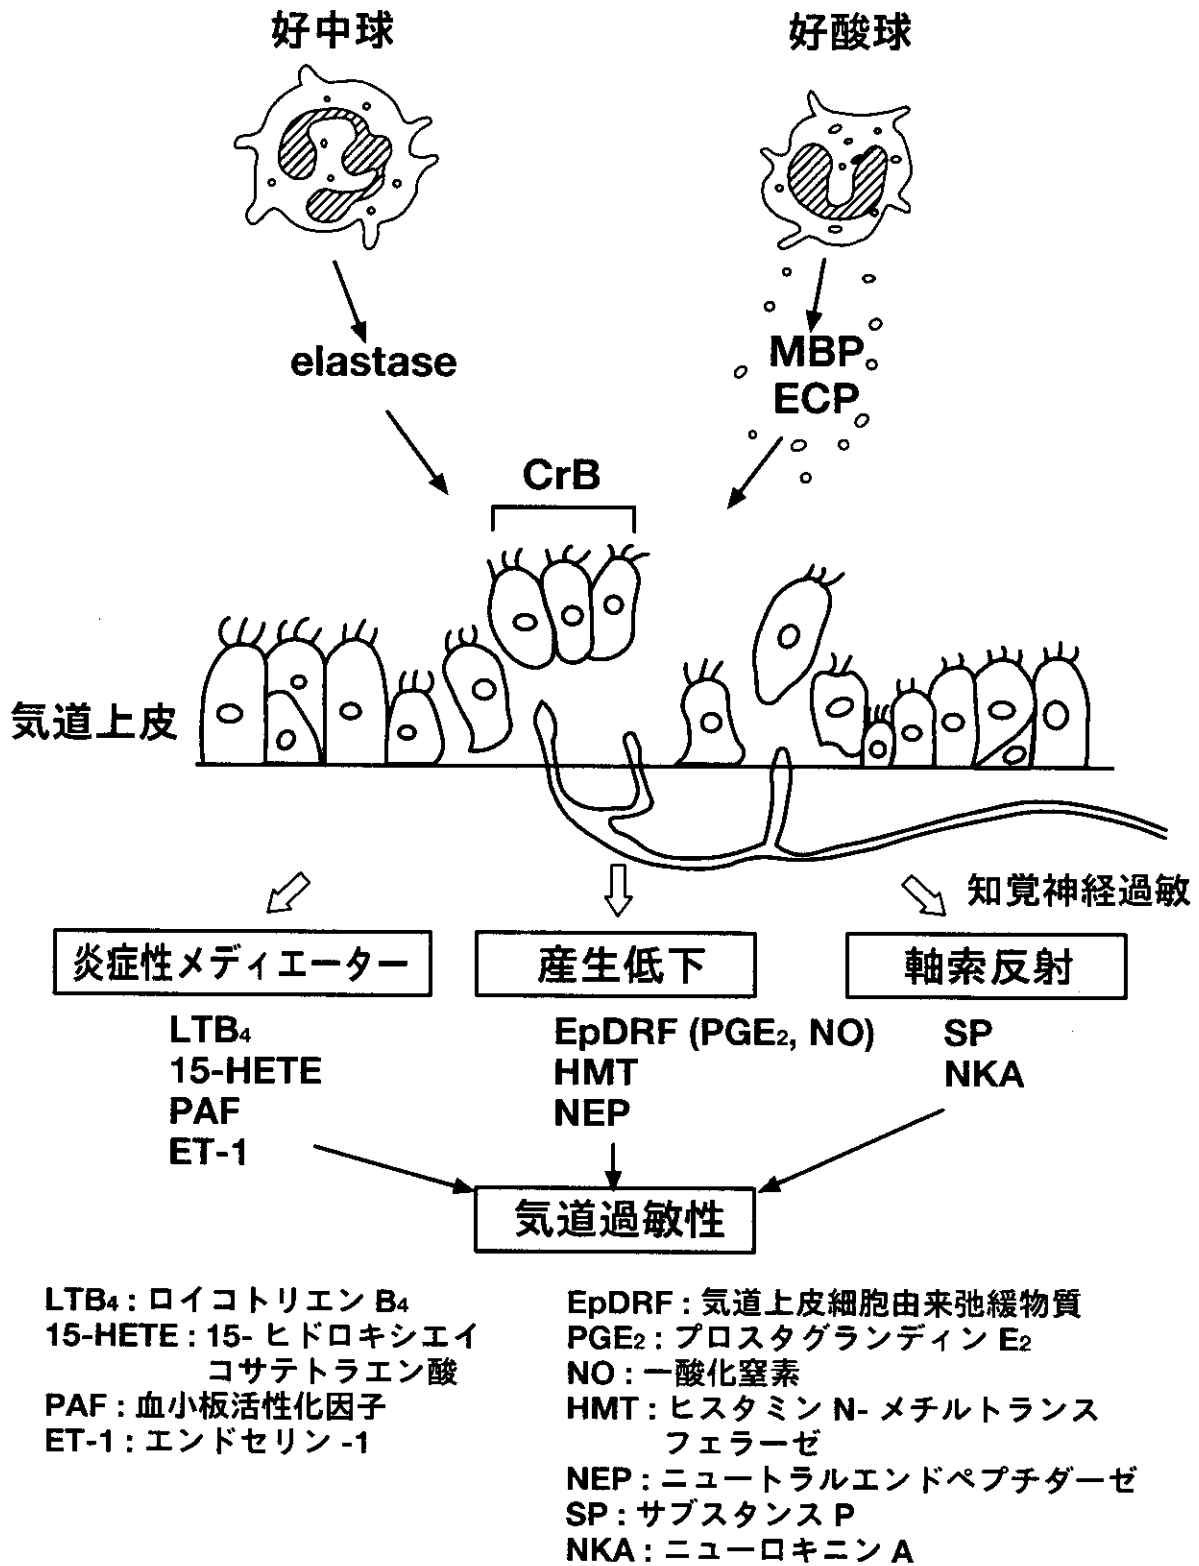 好中球
好酸球
elastase
MBP
ECP
CrB
気道上皮
知覚神経過敏
炎症性メディエーター
LTB₄
15-HETE
PAF
ET-1
産生低下
EpDRF (PGE₂, NO)
HMT
NEP
軸索反射
SP
NKA
気道過敏性
LTB₄ : ロイコトリエン B₄
15-HETE : 15- ヒドロキシエイ
コサテトラエン酸
PAF : 血小板活性化因子
ET-1 : エンドセリン -1
EpDRF : 気道上皮細胞由来弛緩物質
PGE₂ : プロスタグランディン E₂
NO : 一酸化窒素
HMT : ヒスタミン N- メチルトランス
フェラーゼ
NEP : ニュートラルエンドペプチダーゼ
SP : サブスタンス P
NKA : ニューロキニン A